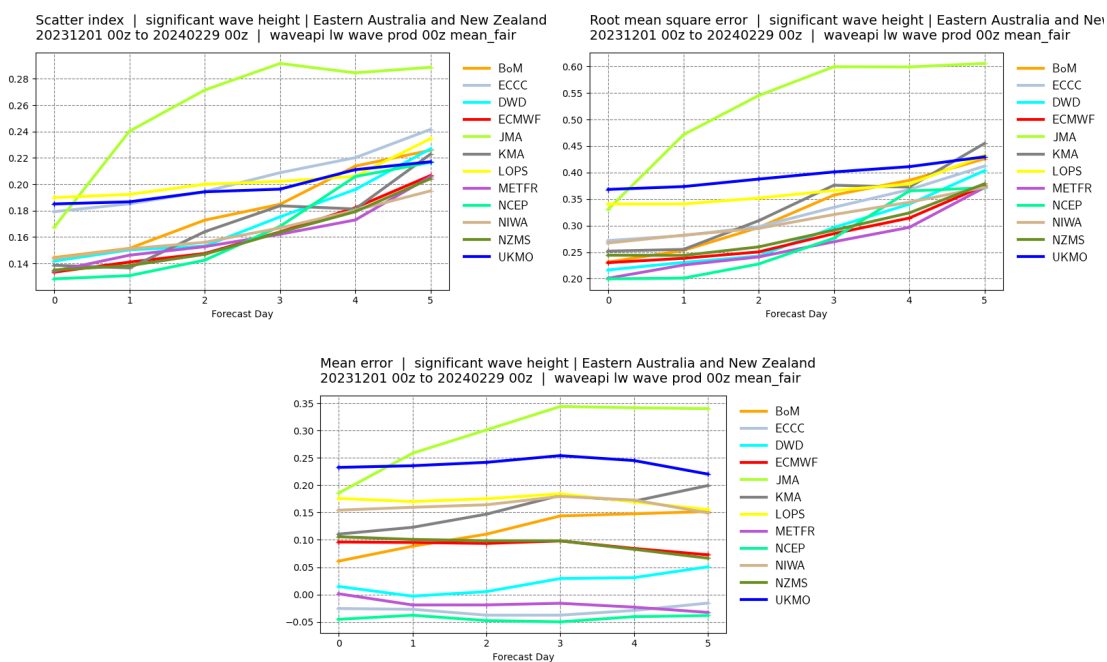 Scatter index | significant wave height | Eastern Australia and New Zealand
20231201 00z to 20240229 00z | waveapi lw wave prod 00z mean_fair
0.28
0.26
0.24
0.22
0.20
0.18
0.16
0.14
0 1 2 3 4 5
Forecast Day
BoM
ECCC
DWD
ECMWF
JMA
KMA
LOPS
METFR
NCEP
NIWA
NZMS
UKMO
Root mean square error | significant wave height | Eastern Australia and New
20231201 00z to 20240229 00z | waveapi lw wave prod 00z mean_fair
0.60
0.55
0.50
0.45
0.40
0.35
0.30
0.25
0.20
0 1 2 3 4 5
Forecast Day
BoM
ECCC
DWD
ECMWF
JMA
KMA
LOPS
METFR
NCEP
NIWA
NZMS
UKMO
Mean error | significant wave height | Eastern Australia and New Zealand
20231201 00z to 20240229 00z | waveapi lw wave prod 00z mean_fair
0.35
0.30
0.25
0.20
0.15
0.10
0.05
0.00
−0.05
0 1 2 3 4 5
Forecast Day
BoM
ECCC
DWD
ECMWF
JMA
KMA
LOPS
METFR
NCEP
NIWA
NZMS
UKMO